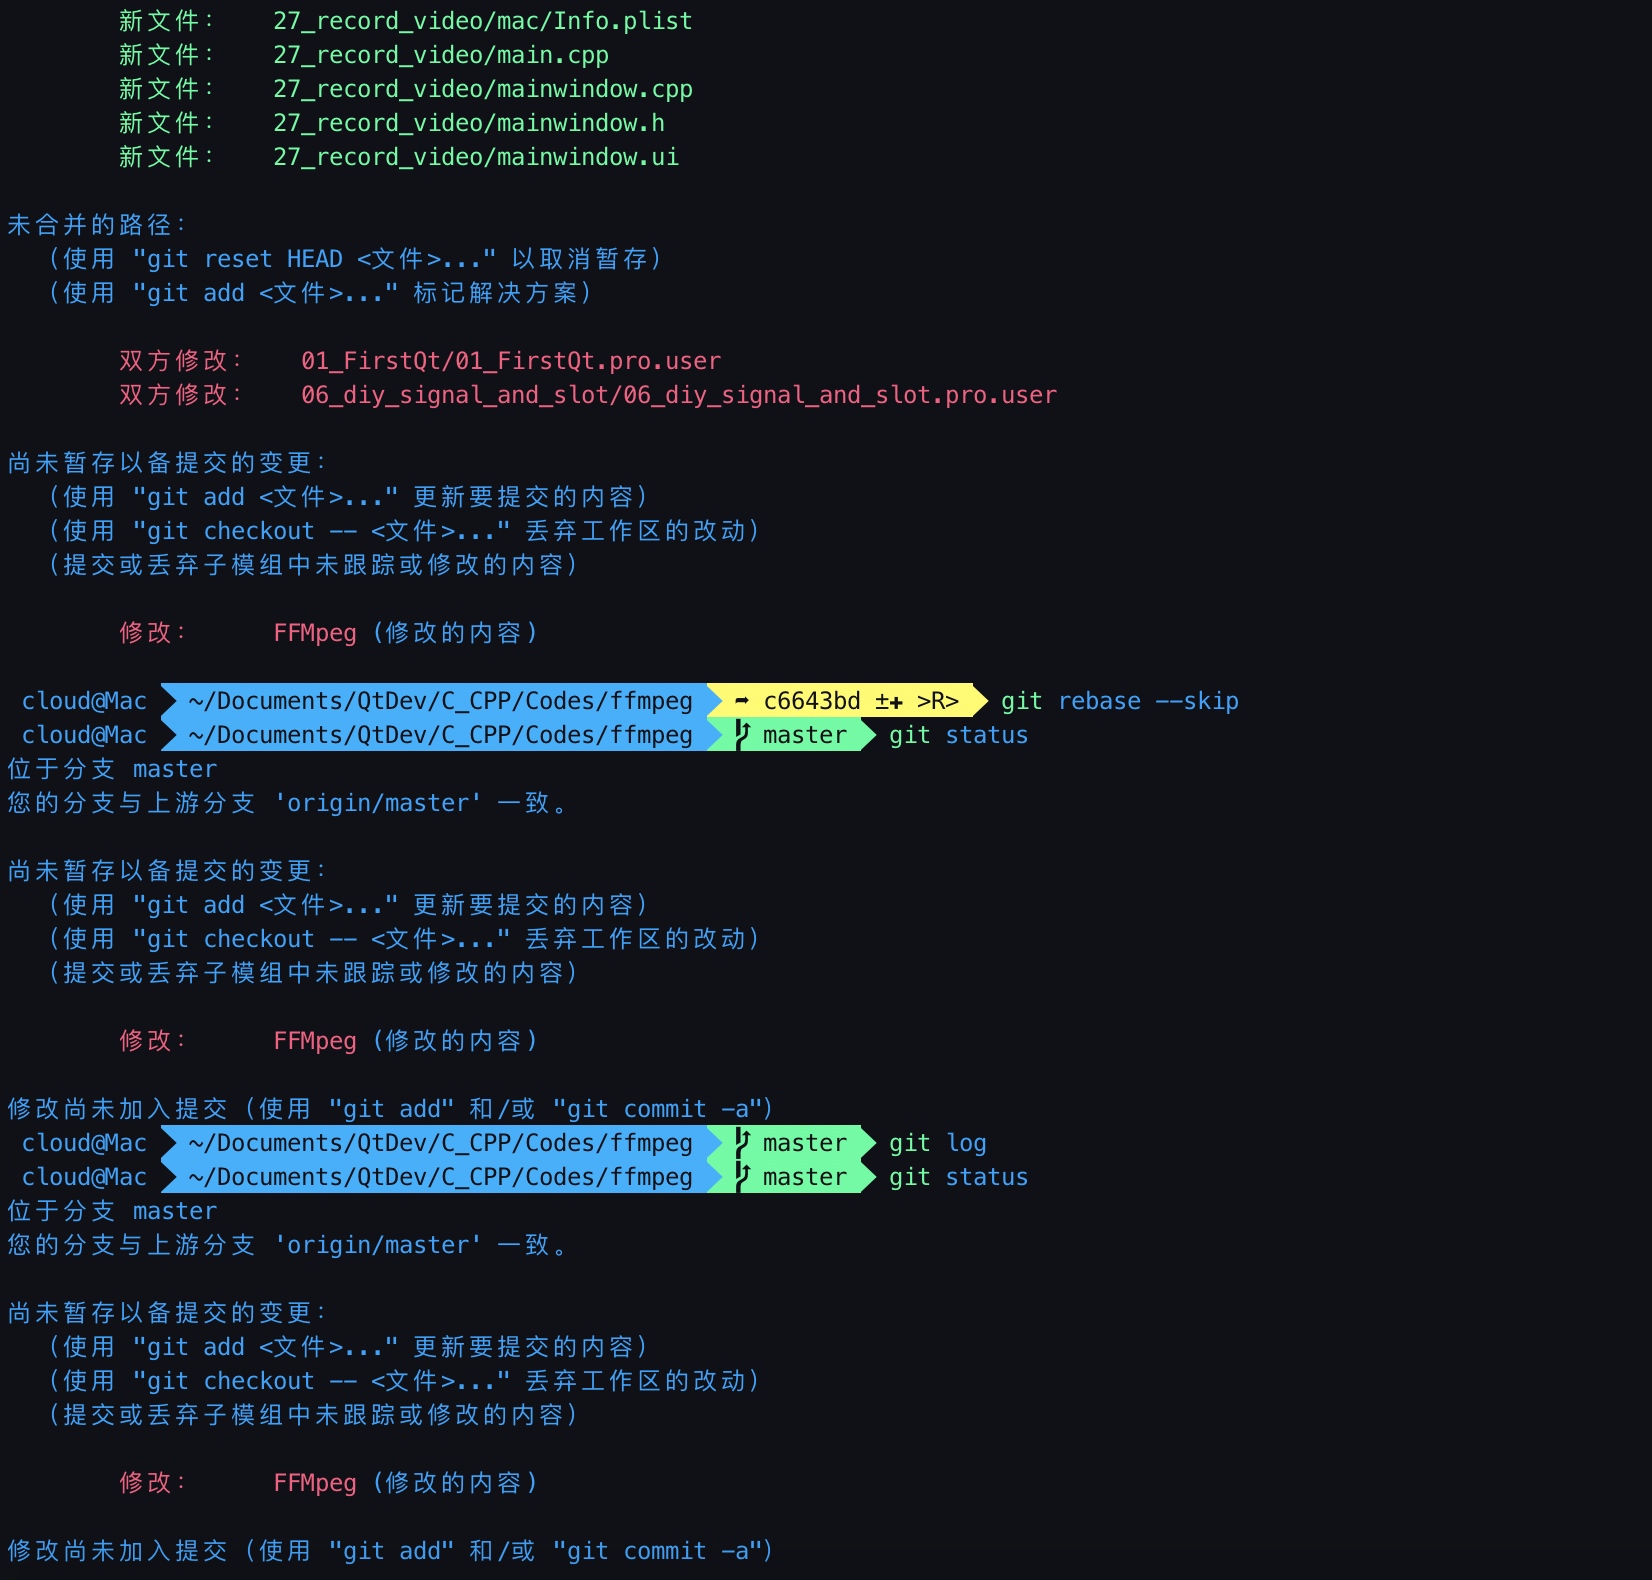 新文件： 27_record_video/mac/Info.plist
新文件： 27_record_video/main.cpp
新文件： 27_record_video/mainwindow.cpp
新文件： 27_record_video/mainwindow.h
新文件： 27_record_video/mainwindow.ui
未合并的路径：
（使用 "git reset HEAD <文件>..." 以取消暂存）
（使用 "git add <文件>..." 标记解决方案）
双方修改： 01_FirstQt/01_FirstQt.pro.user
双方修改： 06_diy_signal_and_slot/06_diy_signal_and_slot.pro.user
尚未暂存以备提交的变更：
（使用 "git add <文件>..." 更新要提交的内容）
（使用 "git checkout -- <文件>..." 丢弃工作区的改动）
（提交或丢弃子模组中未跟踪或修改的内容）
修改： FFMpeg (修改的内容)
cloud@Mac ~/Documents/QtDev/C_CPP/Codes/ffmpeg ➦ c6643bd ±✚ >R> git rebase --skip
cloud@Mac ~/Documents/QtDev/C_CPP/Codes/ffmpeg master git status
位于分支 master
您的分支与上游分支 'origin/master' 一致。
尚未暂存以备提交的变更：
（使用 "git add <文件>..." 更新要提交的内容）
（使用 "git checkout -- <文件>..." 丢弃工作区的改动）
（提交或丢弃子模组中未跟踪或修改的内容）
修改： FFMpeg (修改的内容)
修改尚未加入提交（使用 "git add" 和/或 "git commit -a"）
cloud@Mac ~/Documents/QtDev/C_CPP/Codes/ffmpeg master git log
cloud@Mac ~/Documents/QtDev/C_CPP/Codes/ffmpeg master git status
位于分支 master
您的分支与上游分支 'origin/master' 一致。
尚未暂存以备提交的变更：
（使用 "git add <文件>..." 更新要提交的内容）
（使用 "git checkout -- <文件>..." 丢弃工作区的改动）
（提交或丢弃子模组中未跟踪或修改的内容）
修改： FFMpeg (修改的内容)
修改尚未加入提交（使用 "git add" 和/或 "git commit -a"）